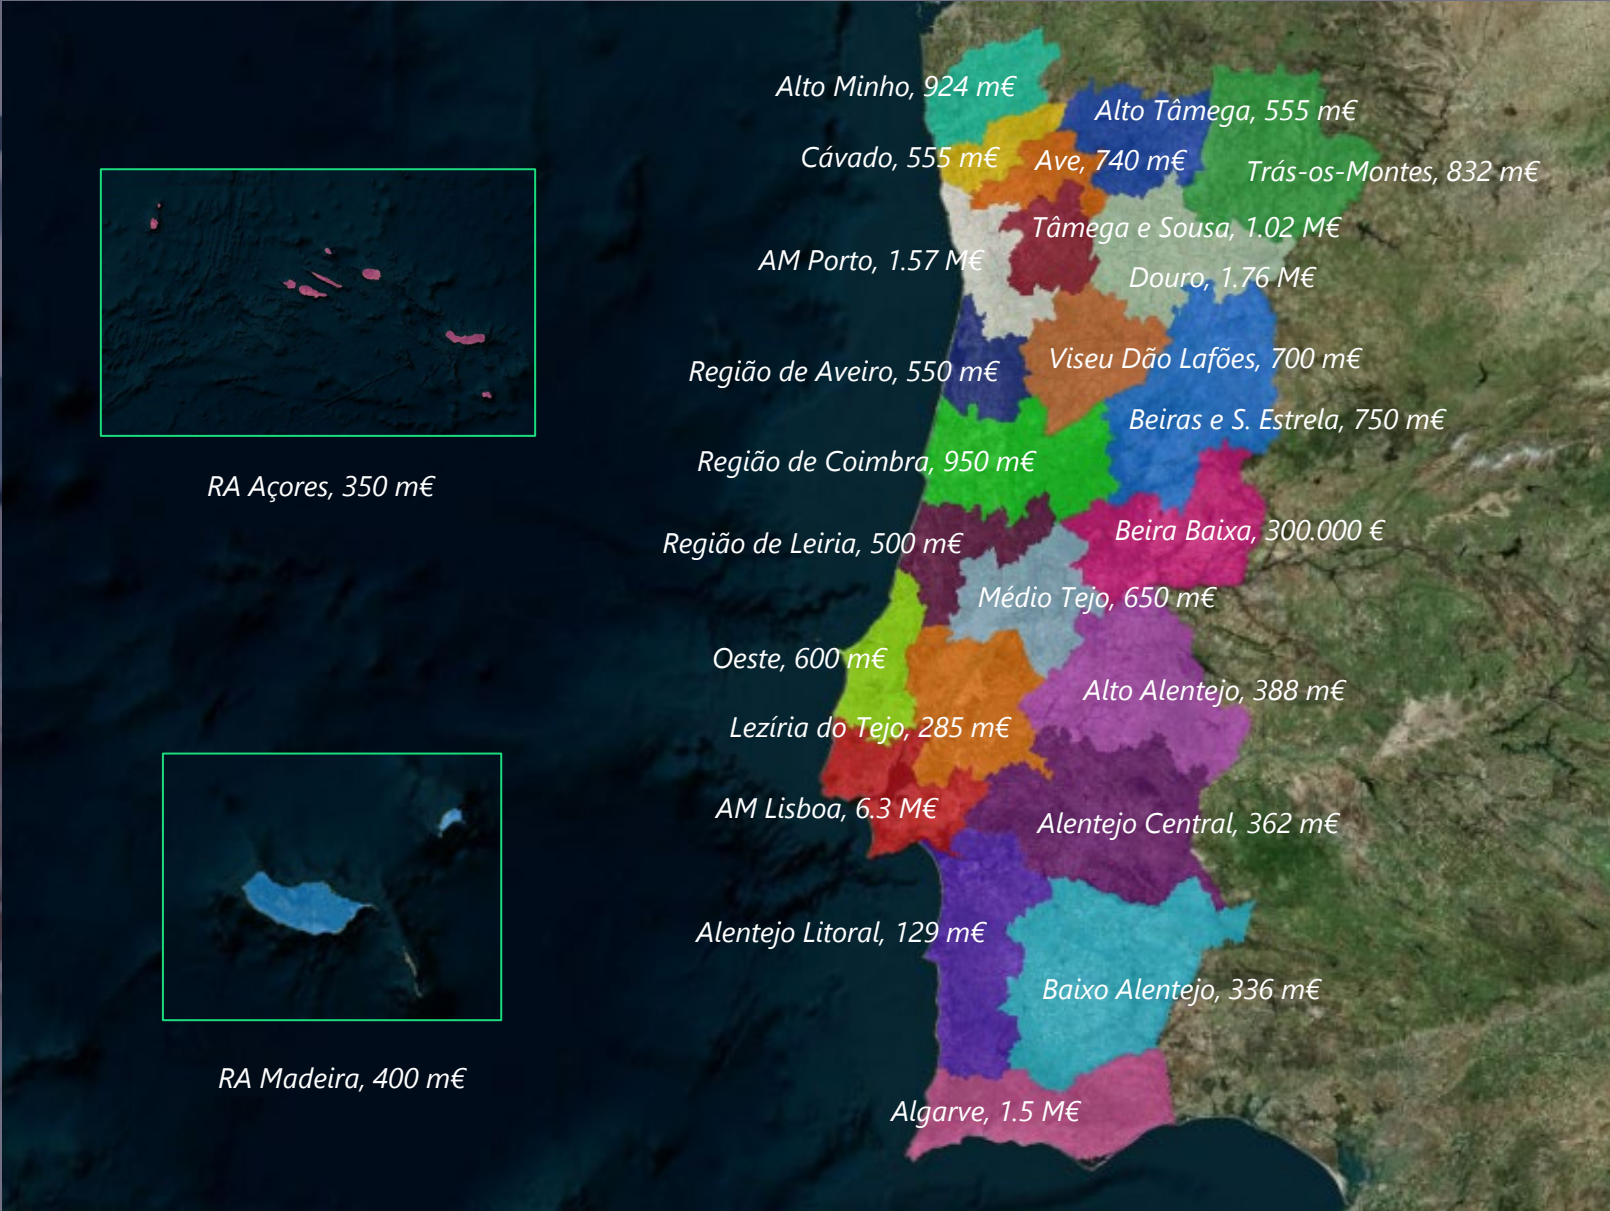 Alto Minho, 924 m€
Alto Tâmega, 555 m€
Cávado, 555 m€
Ave, 740 m€
Trás-os-Montes, 832 m€
Tâmega e Sousa, 1.02 M€
AM Porto, 1.57 M€
Douro, 1.76 M€
Região de Aveiro, 550 m€
Viseu Dão Lafões, 700 m€
Beiras e S. Estrela, 750 m€
Região de Coimbra, 950 m€
RA Açores, 350 m€
Beira Baixa, 300.000 €
Região de Leiria, 500 m€
Médio Tejo, 650 m€
Oeste, 600 m€
Alto Alentejo, 388 m€
Lezíria do Tejo, 285 m€
AM Lisboa, 6.3 M€
Alentejo Central, 362 m€
Alentejo Litoral, 129 m€
Baixo Alentejo, 336 m€
RA Madeira, 400 m€
Algarve, 1.5 M€